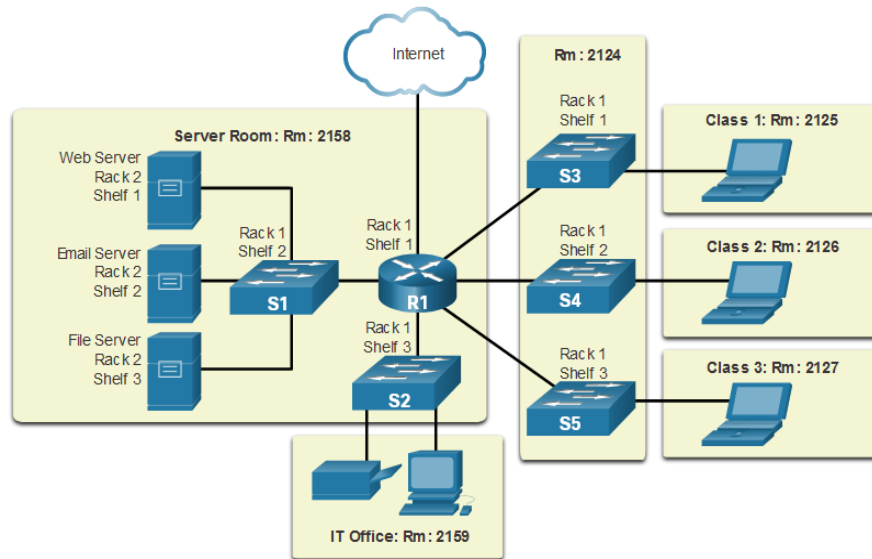 Internet
Rm: 2124
Rack 1
Shelf 1
S3
Class 1: Rm: 2125
Server Room: Rm: 2158
Web Server
Rack 2
Shelf 1
Rack 1
Shelf 2
Rack 1
Shelf 1
Email Server
Rack 2
Shelf 2
S1
R1
Rack 1
Shelf 2
S4
Class 2: Rm: 2126
File Server
Rack 2
Shelf 3
Rack 1
Shelf 3
S2
Rack 1
Shelf 3
S5
Class 3: Rm: 2127
IT Office: Rm: 2159